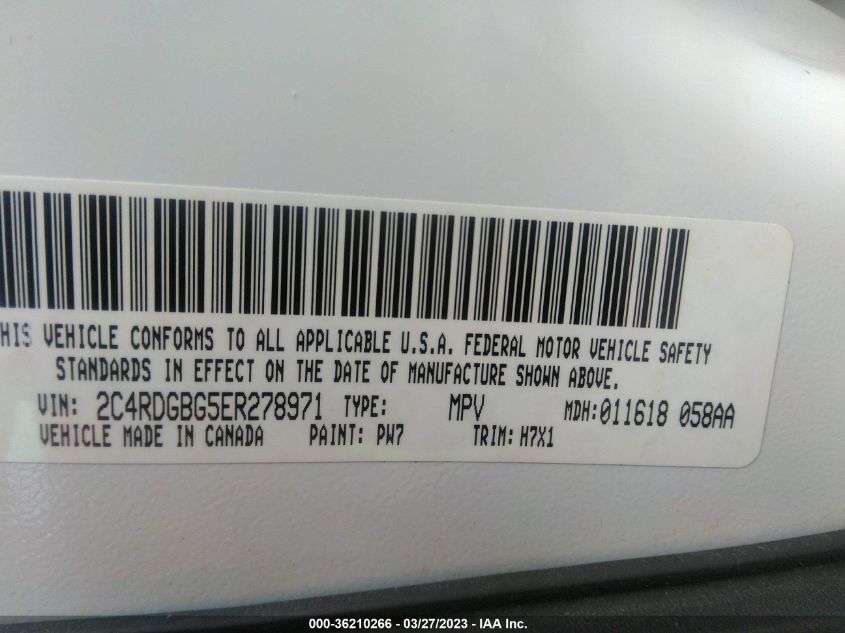 THIS VEHICLE CONFORMS TO ALL APPLICABLE U.S.A. FEDERAL MOTOR VEHICLE SAFETY
STANDARDS IN EFFECT ON THE DATE OF MANUFACTURE SHOWN ABOVE.
VIN: 2C4RDGBG5ER278971 TYPE: MPV MDH:011618 058AA
VEHICLE MADE IN CANADA PAINT: PW7 TRIM: H7X1
000-36210266 - 03/27/2023 - IAA Inc.